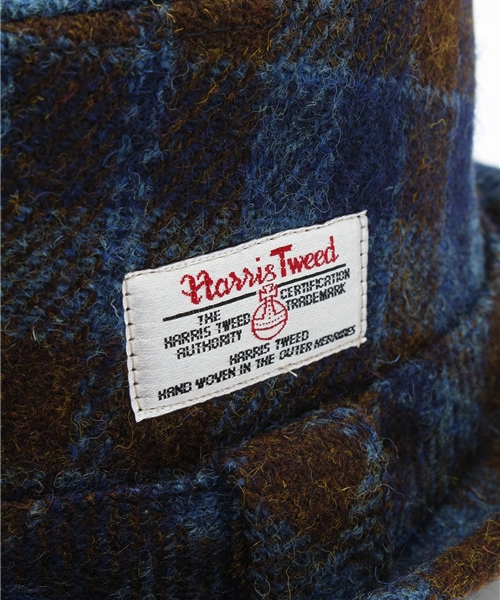 Harris Tweed
THE HARRIS TWEED AUTHORITY
CERTIFICATION TRADEMARK
HARRIS TWEED
HAND WOVEN IN THE OUTER HEBRIDES